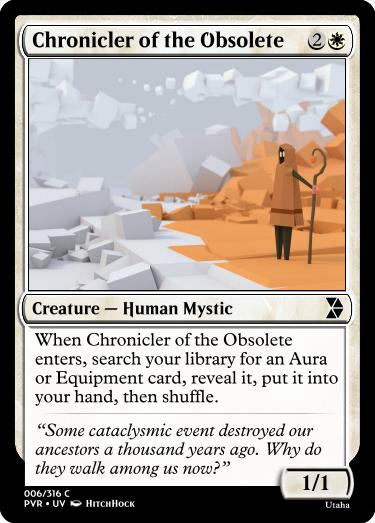 Chronicler of the Obsolete 2
Creature — Human Mystic
When Chronicler of the Obsolete
enters, search your library for an Aura
or Equipment card, reveal it, put it into
your hand, then shuffle.
“Some cataclysmic event destroyed our
ancestors a thousand years ago. Why do
they walk among us now?”
1/1
006/316 C
PVR • UV HitchHock
Utaha